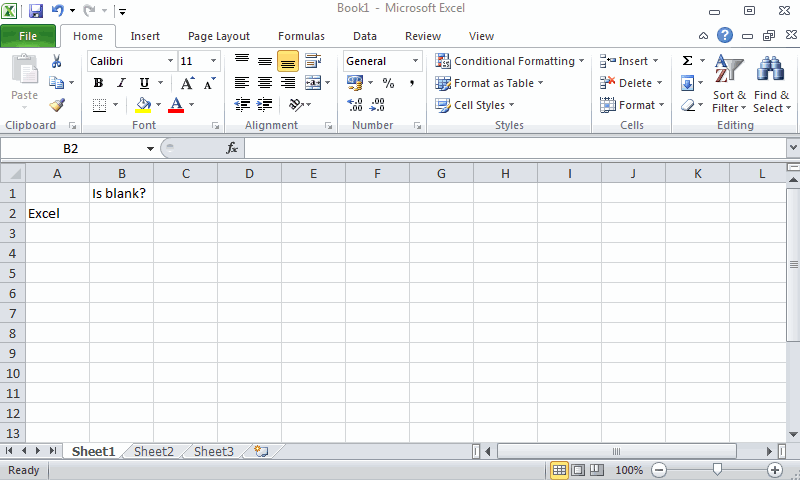 Book1 - Microsoft Excel
File Home Insert Page Layout Formulas Data Review View
Calibri 11 General Conditional Formatting Insert Σ
Paste B I U $ % , Format as Table Delete Sort & Find &
A A .00 .00 Cell Styles Format Filter Select
Clipboard Font Alignment Number Styles Cells Editing
B2 fx
A B C D E F G H I J K L
1 Is blank?
2 Excel
3
4
5
6
7
8
9
10
11
12
13
Sheet1 Sheet2 Sheet3
Ready 100%